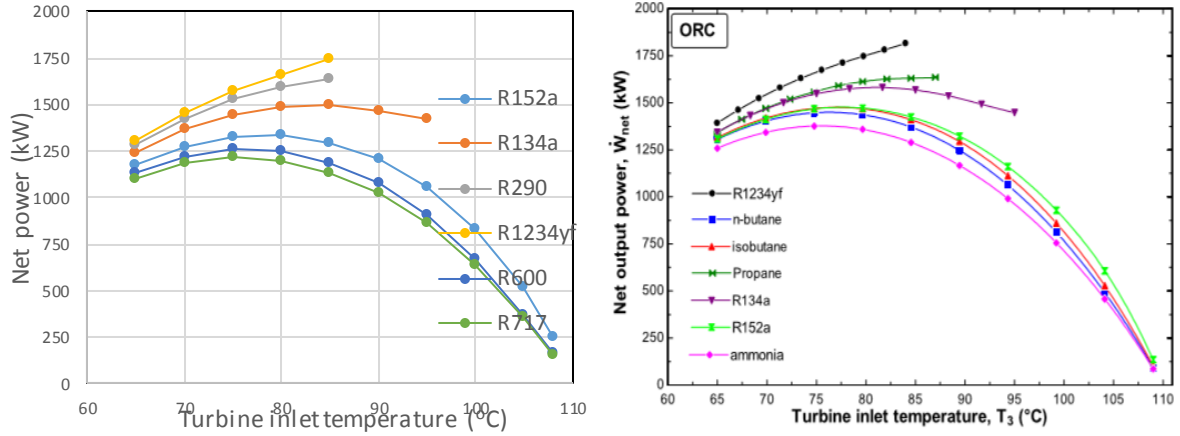 2000
1750
1500
1250
1000
750
500
250
0
Net power (kW)
R152a
R134a
R290
R1234yf
R600
R717
60
70
80
90
100
110
Turbine inlet temperature (°C)
ORC
2000
1750
1500
1250
1000
750
500
250
0
Net output power, Ẇnet (kW)
R1234yf
n-butane
isobutane
Propane
R134a
R152a
ammonia
60 65 70 75 80 85 90 95 100 105 110
Turbine inlet temperature, T3 (°C)